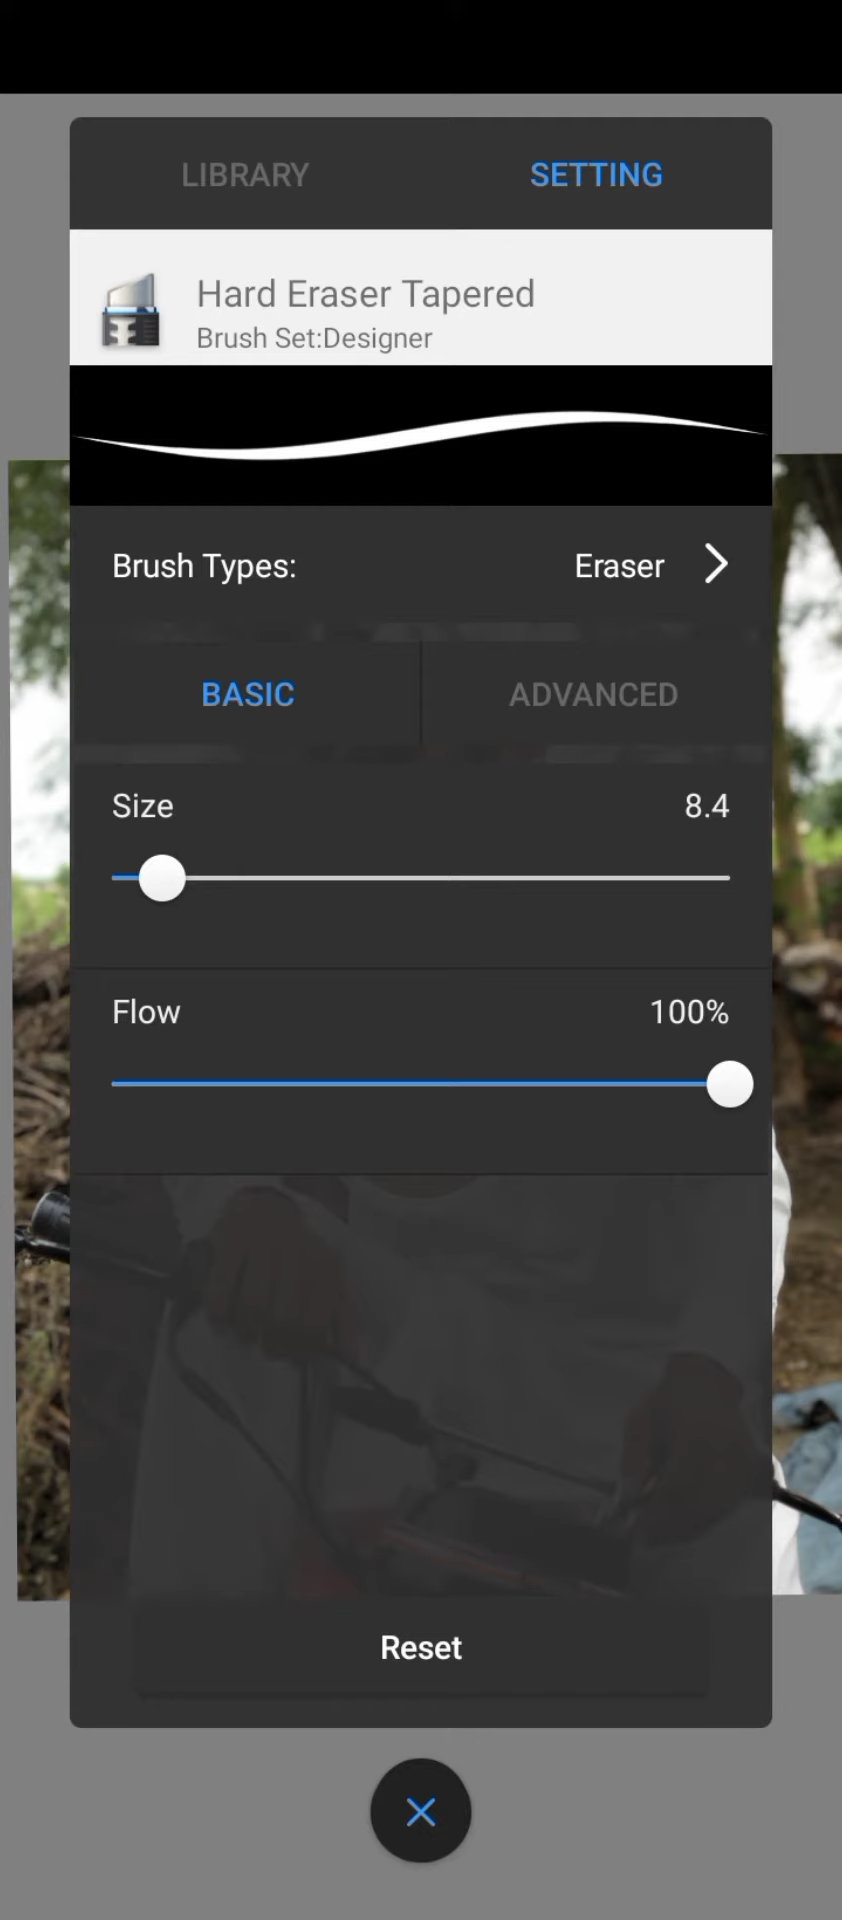 LIBRARY SETTING
Hard Eraser Tapered
Brush Set:Designer
Brush Types: Eraser
BASIC ADVANCED
Size 8.4
Flow 100%
Reset